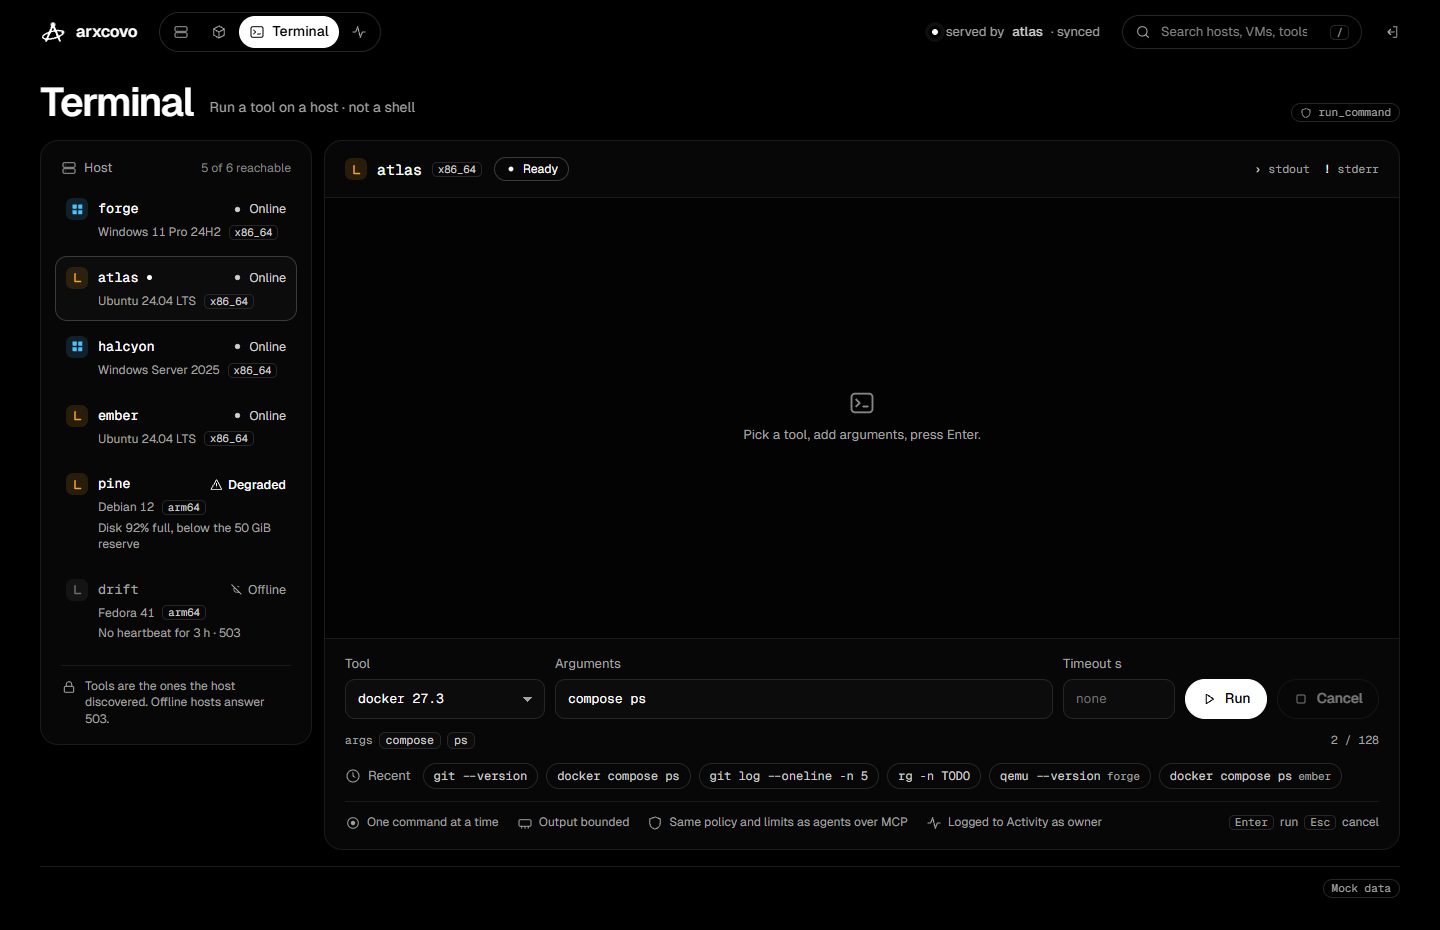 arxcovo
Terminal
served by atlas · synced
Search hosts, VMs, tools
/
Terminal
Run a tool on a host · not a shell
run_command
Host
5 of 6 reachable
forge
Online
Windows 11 Pro 24H2
x86_64
L
atlas
Online
Ubuntu 24.04 LTS
x86_64
halcyon
Online
Windows Server 2025
x86_64
L
ember
Online
Ubuntu 24.04 LTS
x86_64
L
pine
Degraded
Debian 12
arm64
Disk 92% full, below the 50 GiB
reserve
L
drift
Offline
Fedora 41
arm64
No heartbeat for 3 h · 503
Tools are the ones the host
discovered. Offline hosts answer
503.
L
atlas
x86_64
Ready
› stdout
! stderr
Pick a tool, add arguments, press Enter.
Tool
Arguments
Timeout s
docker 27.3
compose ps
none
Run
Cancel
args
compose
ps
2 / 128
Recent
git --version
docker compose ps
git log --oneline -n 5
rg -n TODO
qemu --version forge
docker compose ps ember
One command at a time
Output bounded
Same policy and limits as agents over MCP
Logged to Activity as owner
Enter run Esc cancel
Mock data